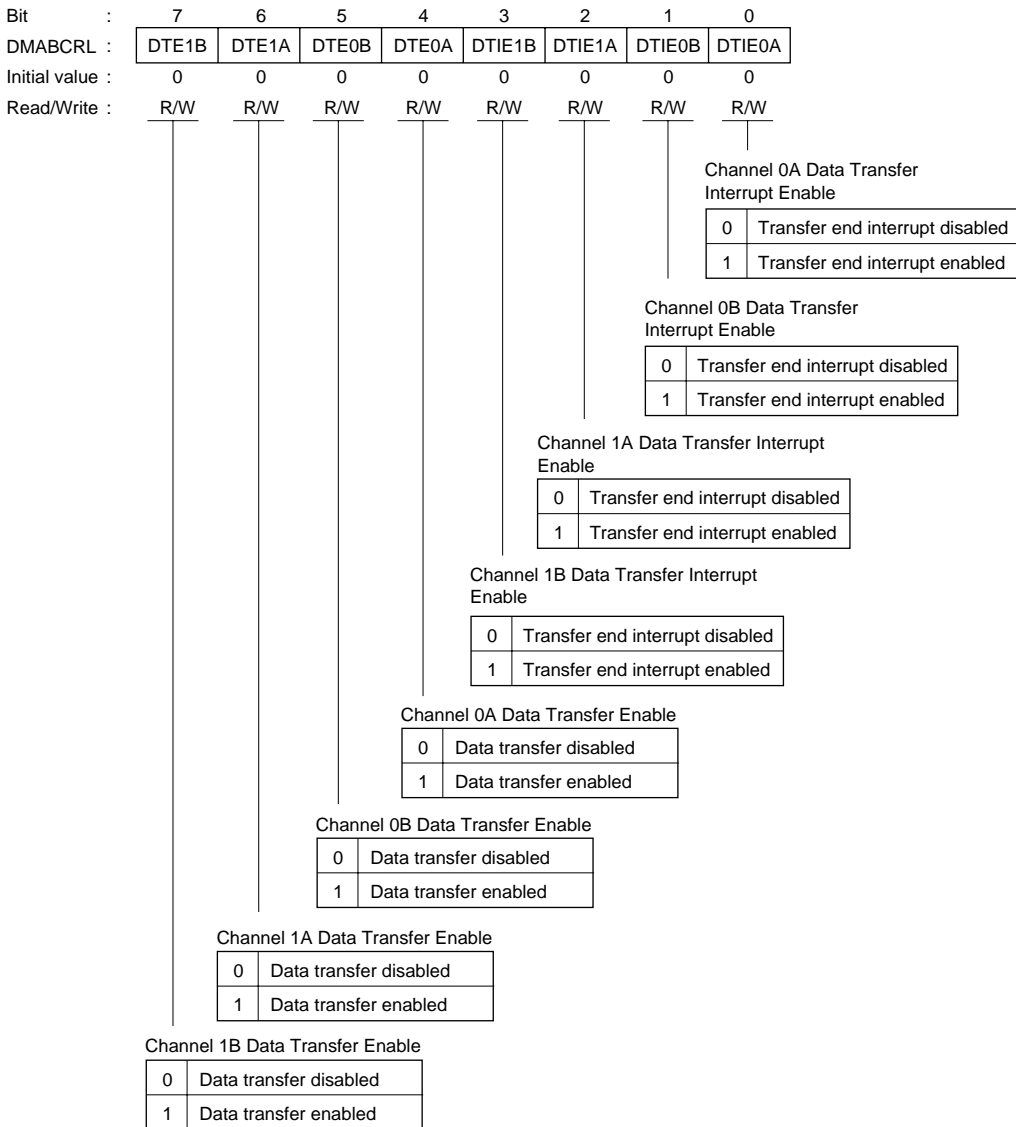 Bit : 7 6 5 4 3 2 1 0
DMABCRL : DTE1B DTE1A DTE0B DTE0A DTIE1B DTIE1A DTIE0B DTIE0A
Initial value : 0 0 0 0 0 0 0 0
Read/Write : R/W R/W R/W R/W R/W R/W R/W R/W
Channel 0A Data Transfer
Interrupt Enable
0 Transfer end interrupt disabled
1 Transfer end interrupt enabled
Channel 0B Data Transfer
Interrupt Enable
0 Transfer end interrupt disabled
1 Transfer end interrupt enabled
Channel 1A Data Transfer Interrupt
Enable
0 Transfer end interrupt disabled
1 Transfer end interrupt enabled
Channel 1B Data Transfer Interrupt
Enable
0 Transfer end interrupt disabled
1 Transfer end interrupt enabled
Channel 0A Data Transfer Enable
0 Data transfer disabled
1 Data transfer enabled
Channel 0B Data Transfer Enable
0 Data transfer disabled
1 Data transfer enabled
Channel 1A Data Transfer Enable
0 Data transfer disabled
1 Data transfer enabled
Channel 1B Data Transfer Enable
0 Data transfer disabled
1 Data transfer enabled